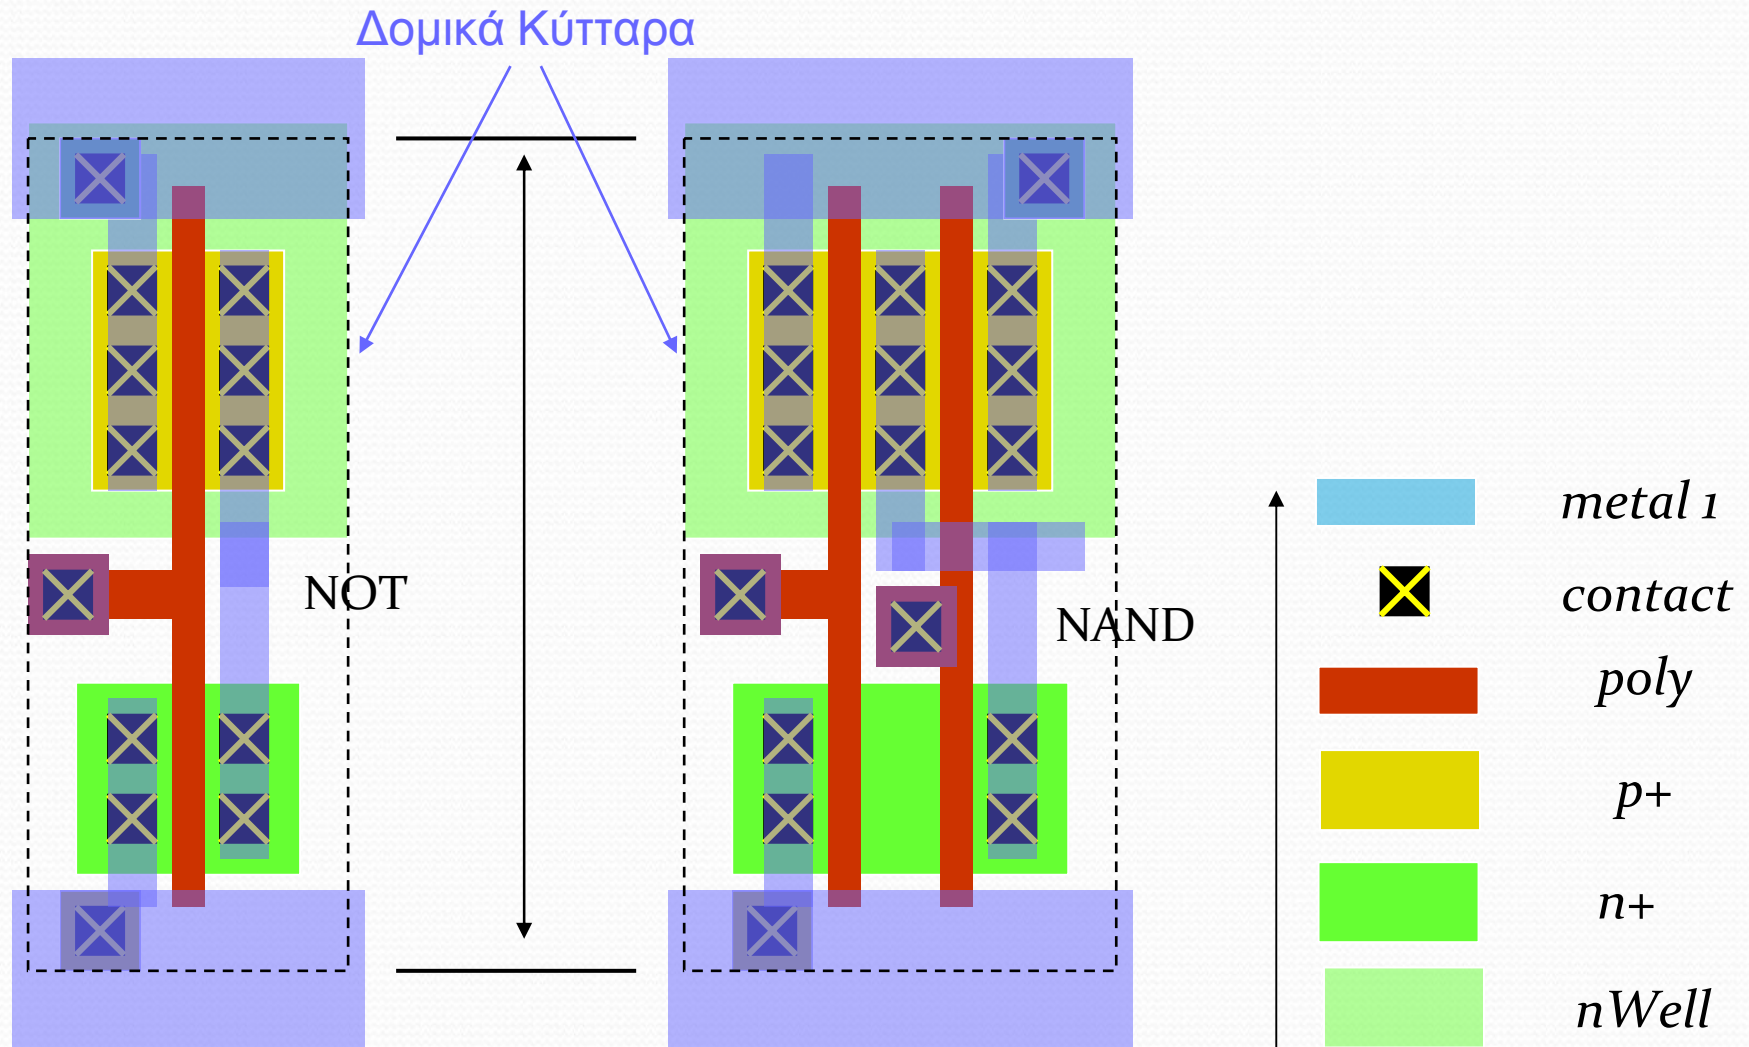 Δομικά Κύτταρα
NOT
NAND
metal 1
contact
poly
p+
n+
nWell